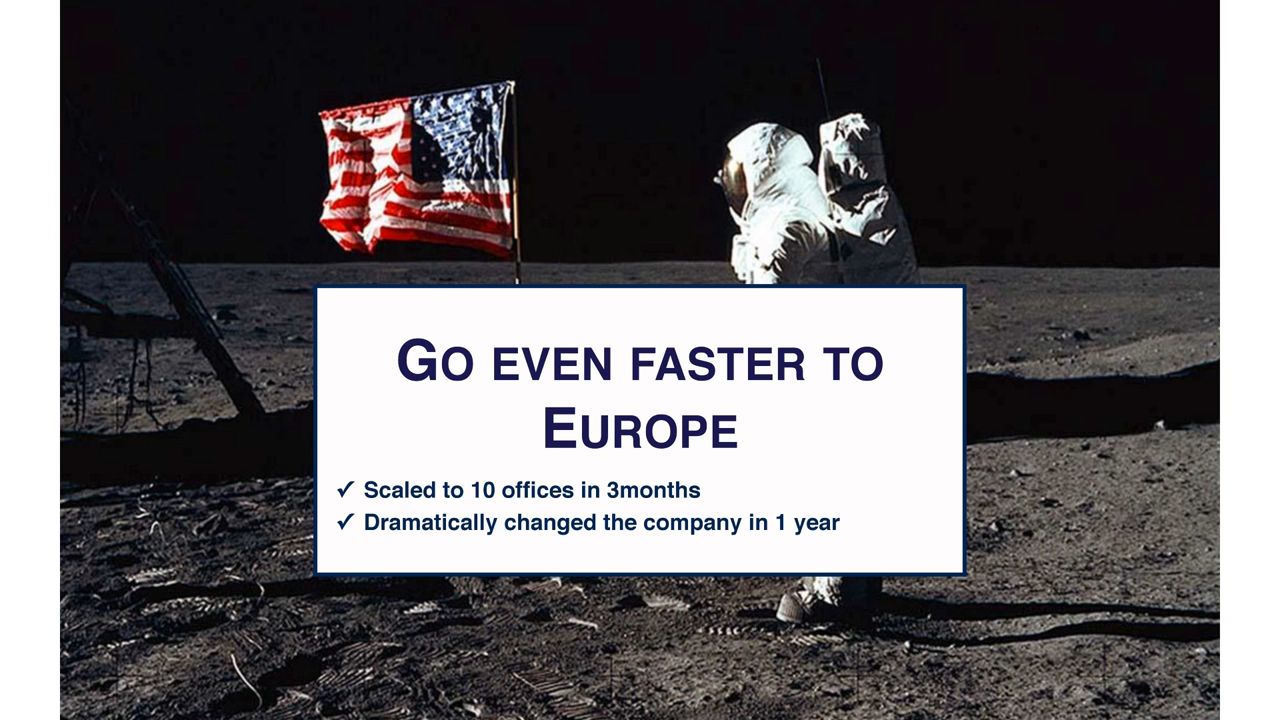 Go even faster to
Europe
✓ Scaled to 10 offices in 3months
✓ Dramatically changed the company in 1 year